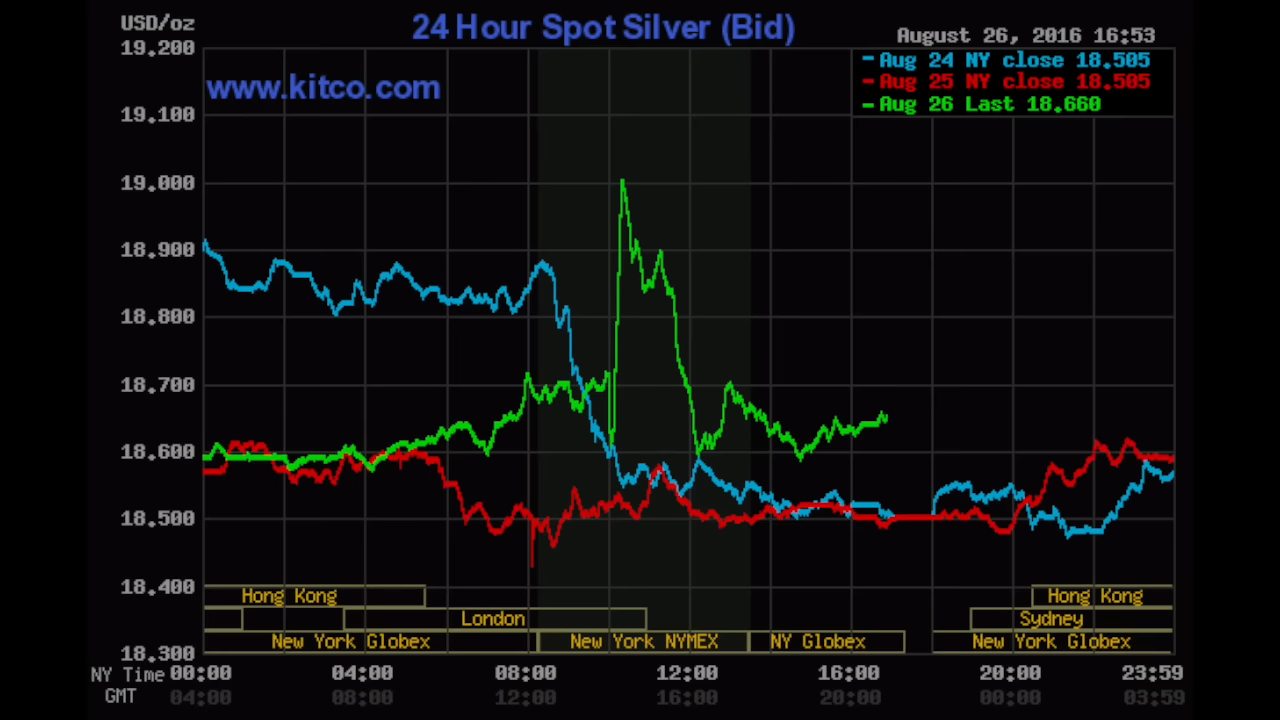 USD/oz
24 Hour Spot Silver (Bid)
August 26, 2016 16:53
www.kitco.com
Aug 24 NY close 18.505
Aug 25 NY close 18.505
Aug 26 Last 18.660
19.200
19.100
19.000
18.900
18.800
18.700
18.600
18.500
18.400
18.300
Hong Kong
Hong Kong
London
Sydney
New York Globex
New York NYMEX
NY Globex
New York Globex
NY Time 00:00 04:00 08:00 12:00 16:00 20:00 23:59
GMT 04:00 08:00 12:00 16:00 20:00 00:00 03:59